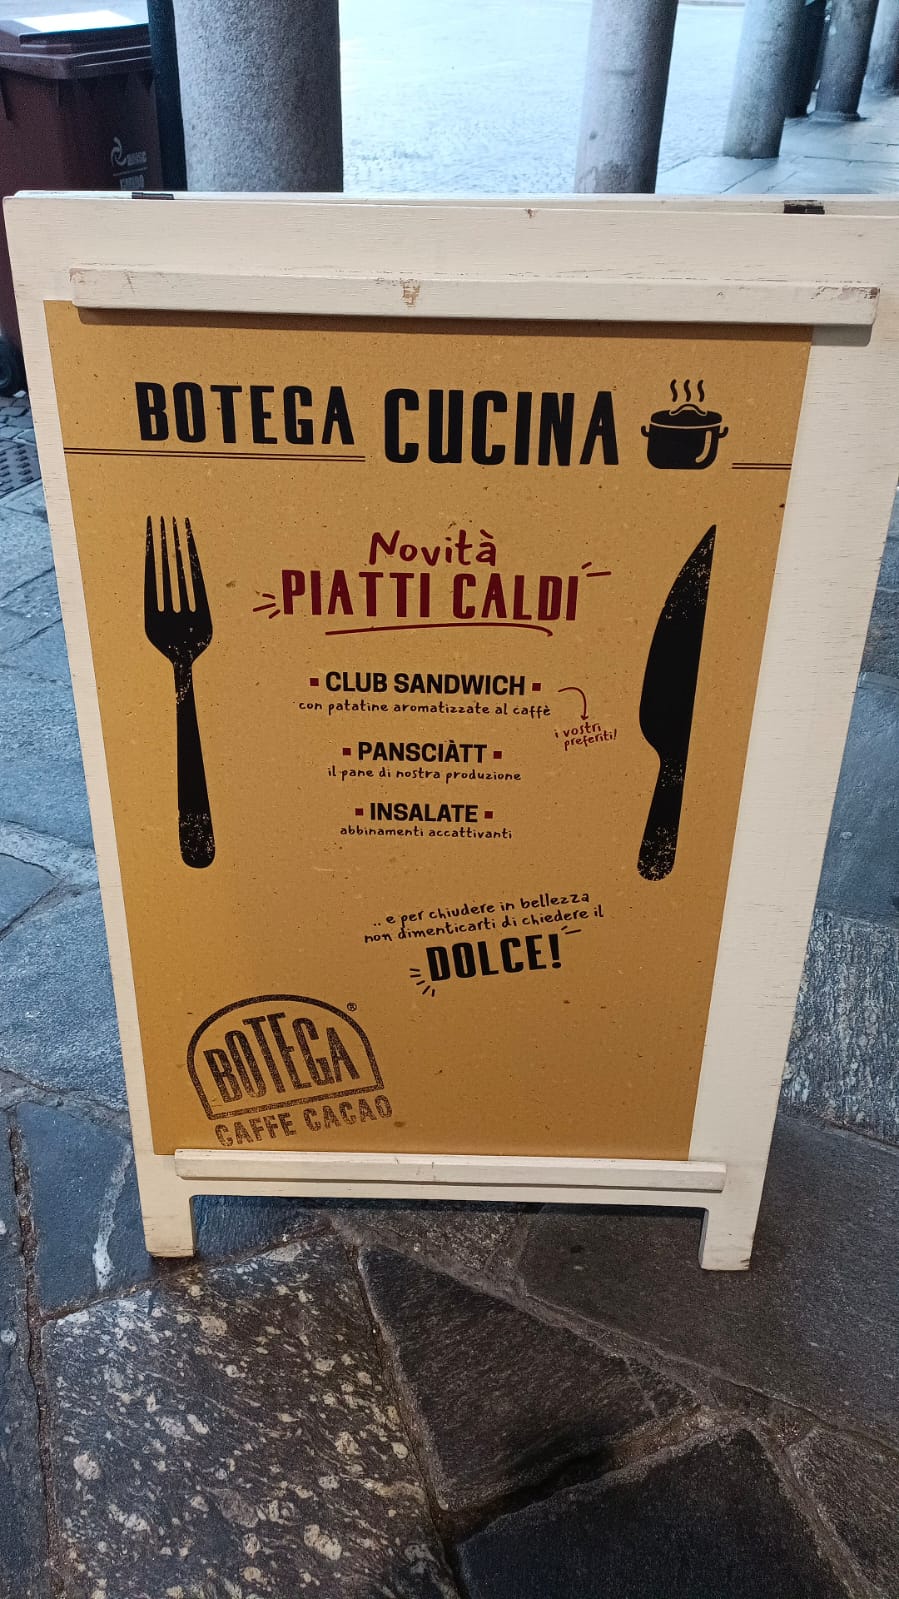 BOTEGA CUCINA
Novità
PIATTI CALDI
CLUB SANDWICH
con patatine aromatizzate al caffè
i vostri
preferiti!
PANSCIÀTT
il pane di nostra produzione
INSALATE
abbinamenti accattivanti
... e per chiudere in bellezza
non dimenticarti di chiedere il
DOLCE!
BOTEGA ®
CAFFE CACAO